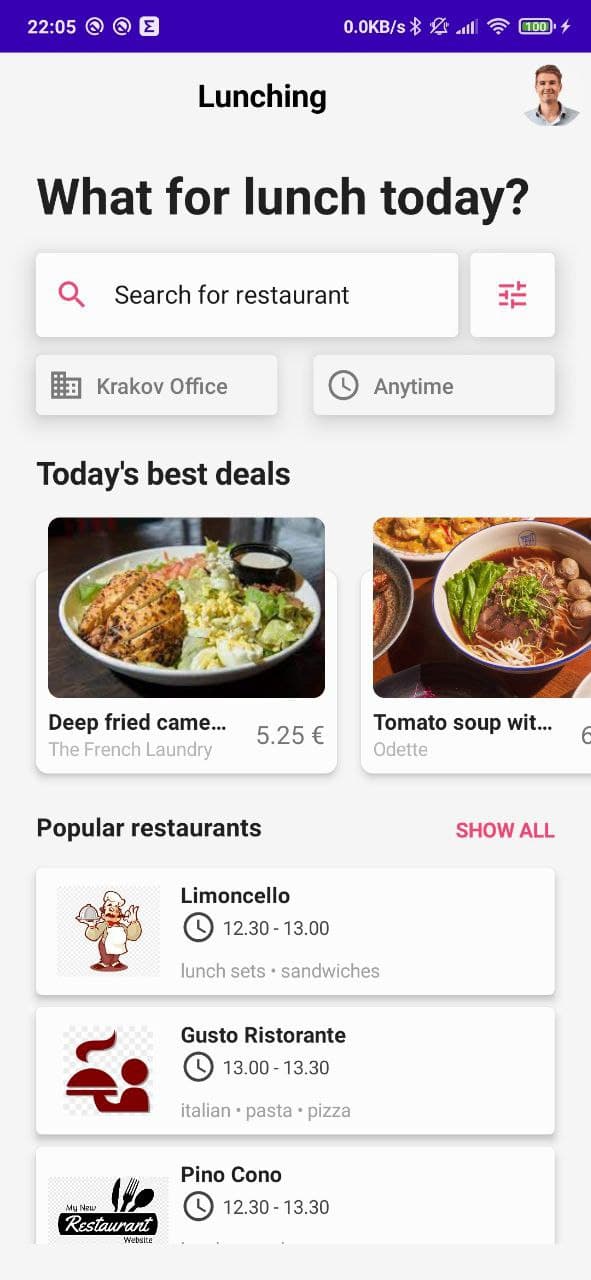 22:05 0.0KB/s 100
Lunching
What for lunch today?
Search for restaurant
Krakov Office Anytime
Today's best deals
Deep fried came... 5.25 € Tomato soup wit... 6
The French Laundry Odette
Popular restaurants SHOW ALL
Limoncello
12.30 - 13.00
lunch sets • sandwiches
Gusto Ristorante
13.00 - 13.30
italian • pasta • pizza
Pino Cono
12.30 - 13.30
My New
Restaurant
Website